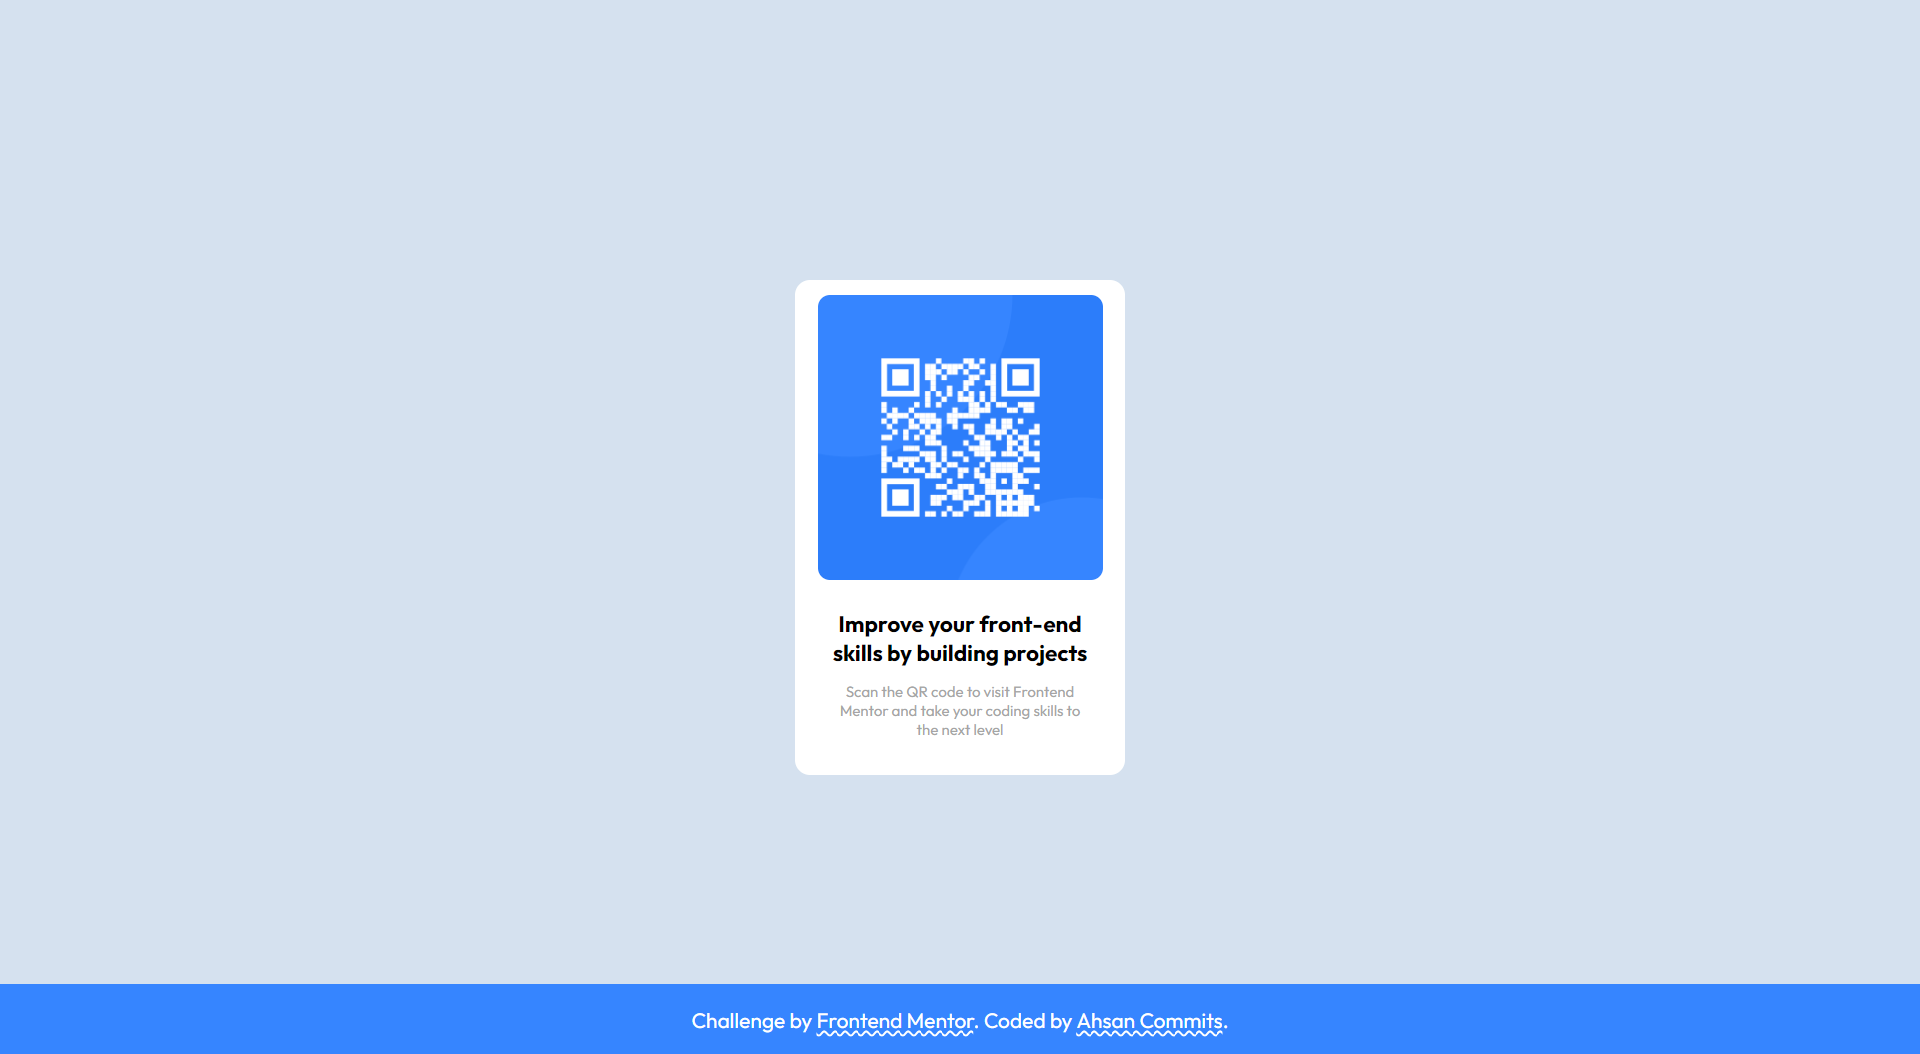 Improve your front-end
skills by building projects
Scan the QR code to visit Frontend
Mentor and take your coding skills to
the next level
Challenge by Frontend Mentor. Coded by Ahsan Commits.